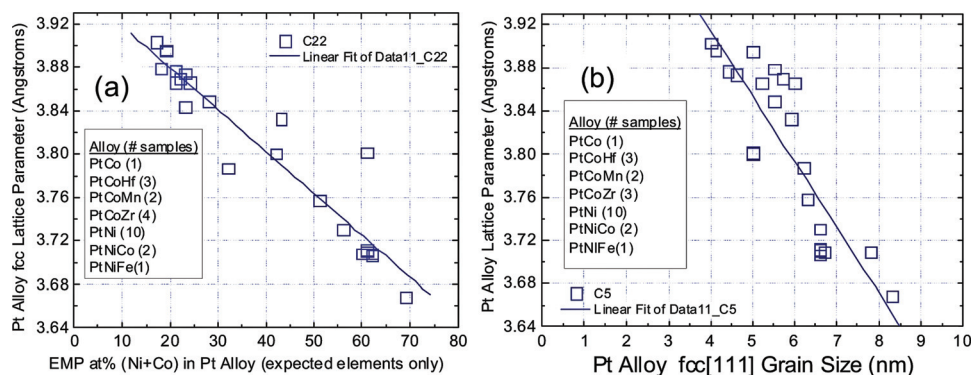 (a)
Pt Alloy fcc Lattice Parameter (Angstroms)
3.92
3.88
3.84
3.80
3.76
3.72
3.68
3.64
C22
Linear Fit of Data11_C22
Alloy (# samples)
PtCo (1)
PtCoHf (3)
PtCoMn (2)
PtCoZr (4)
PtNi (10)
PtNiCo (2)
PtNiFe(1)
0 10 20 30 40 50 60 70 80
EMP at% (Ni+Co) in Pt Alloy (expected elements only)
(b)
Pt Alloy Lattice Parameter (Angstroms)
3.92
3.88
3.84
3.80
3.76
3.72
3.68
3.64
Alloy (# samples)
PtCo (1)
PtCoHf (3)
PtCoMn (2)
PtCoZr (3)
PtNi (10)
PtNiCo (2)
PtNIFe(1)
C5
Linear Fit of Data11_C5
0 1 2 3 4 5 6 7 8 9 10
Pt Alloy fcc[111] Grain Size (nm)